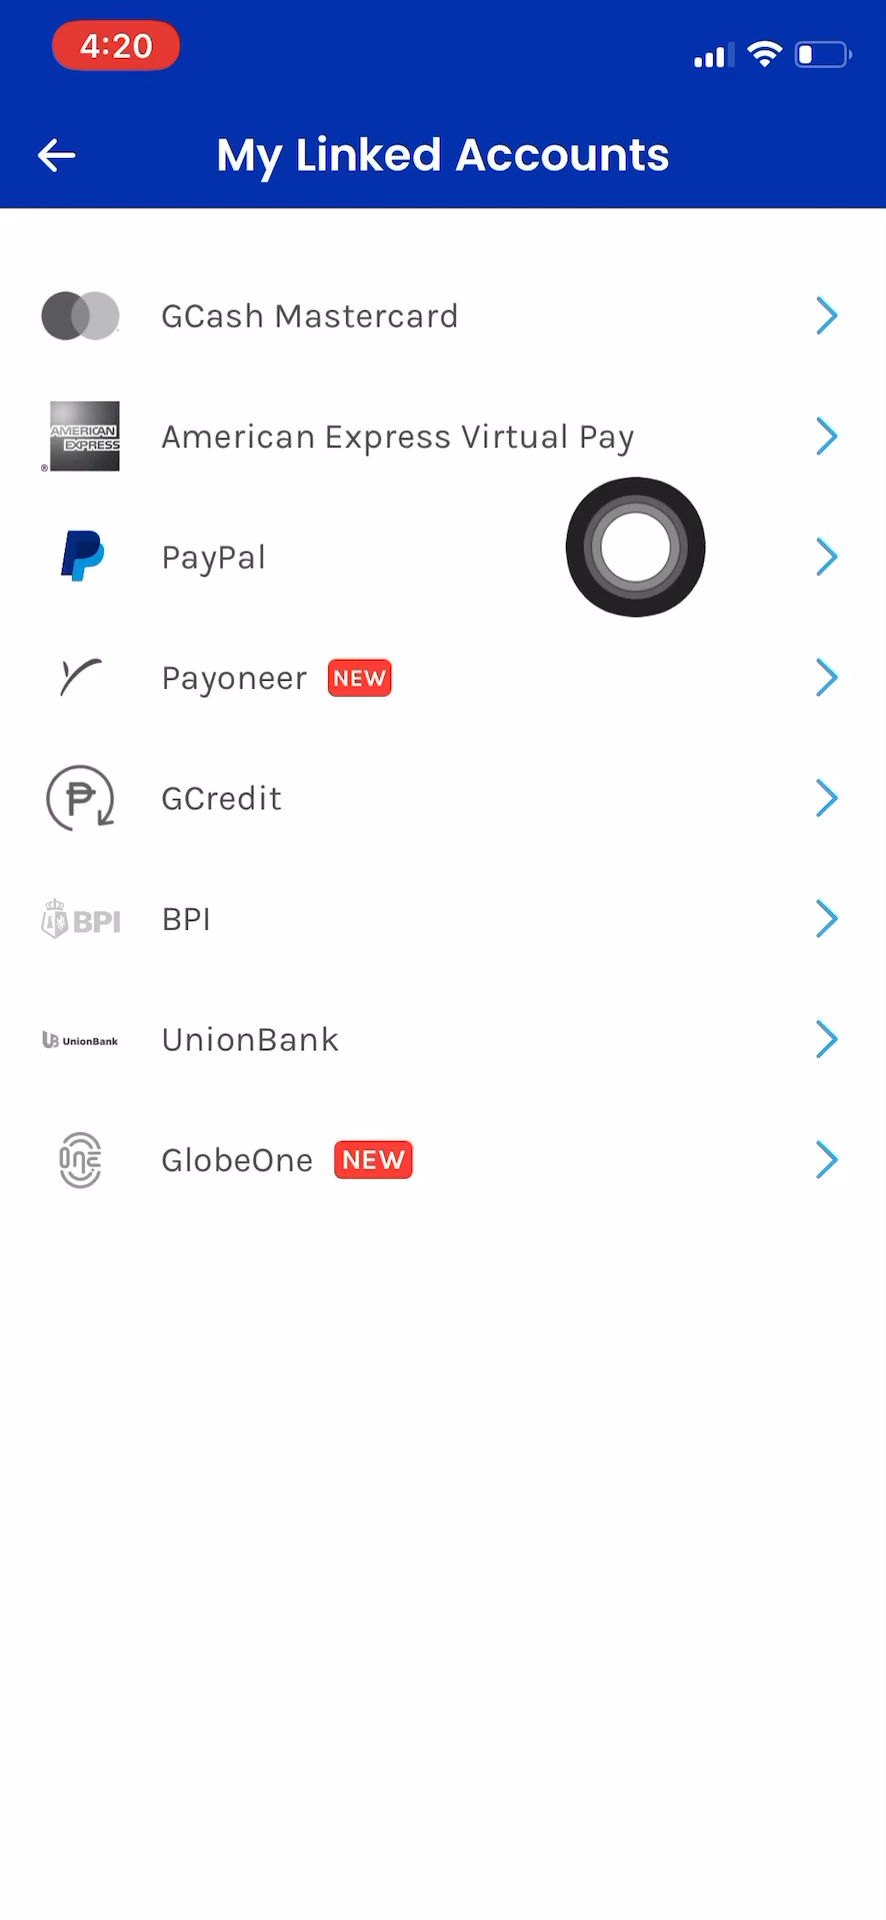 4:20
My Linked Accounts
GCash Mastercard
AMERICAN
EXPRESS
®
American Express Virtual Pay
PayPal
Payoneer NEW
GCredit
BPI BPI
UnionBank UnionBank
one GlobeOne NEW